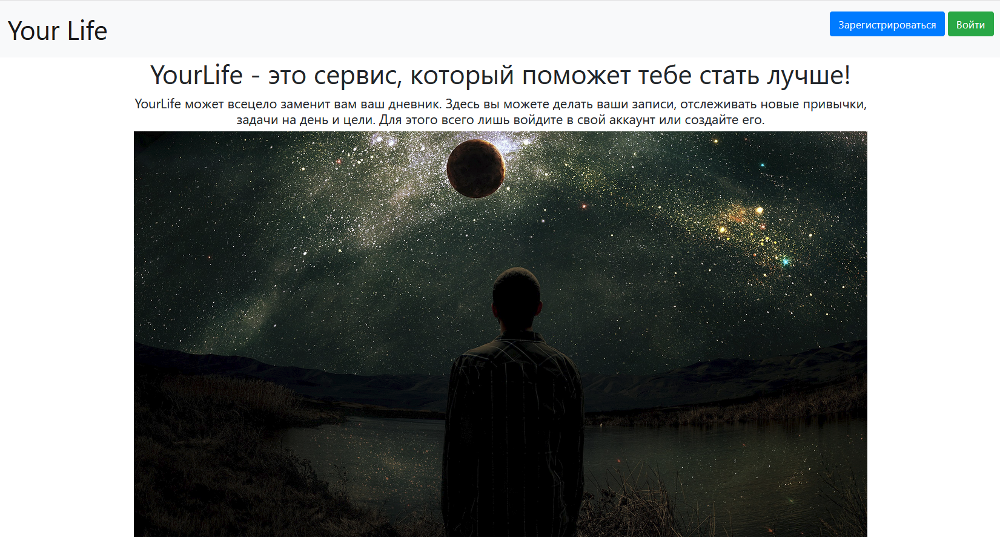 Your Life
Зарегистрироваться
Войти
YourLife - это сервис, который поможет тебе стать лучше!
YourLife может всецело заменит вам ваш дневник. Здесь вы можете делать ваши записи, отслеживать новые привычки,
задачи на день и цели. Для этого всего лишь войдите в свой аккаунт или создайте его.